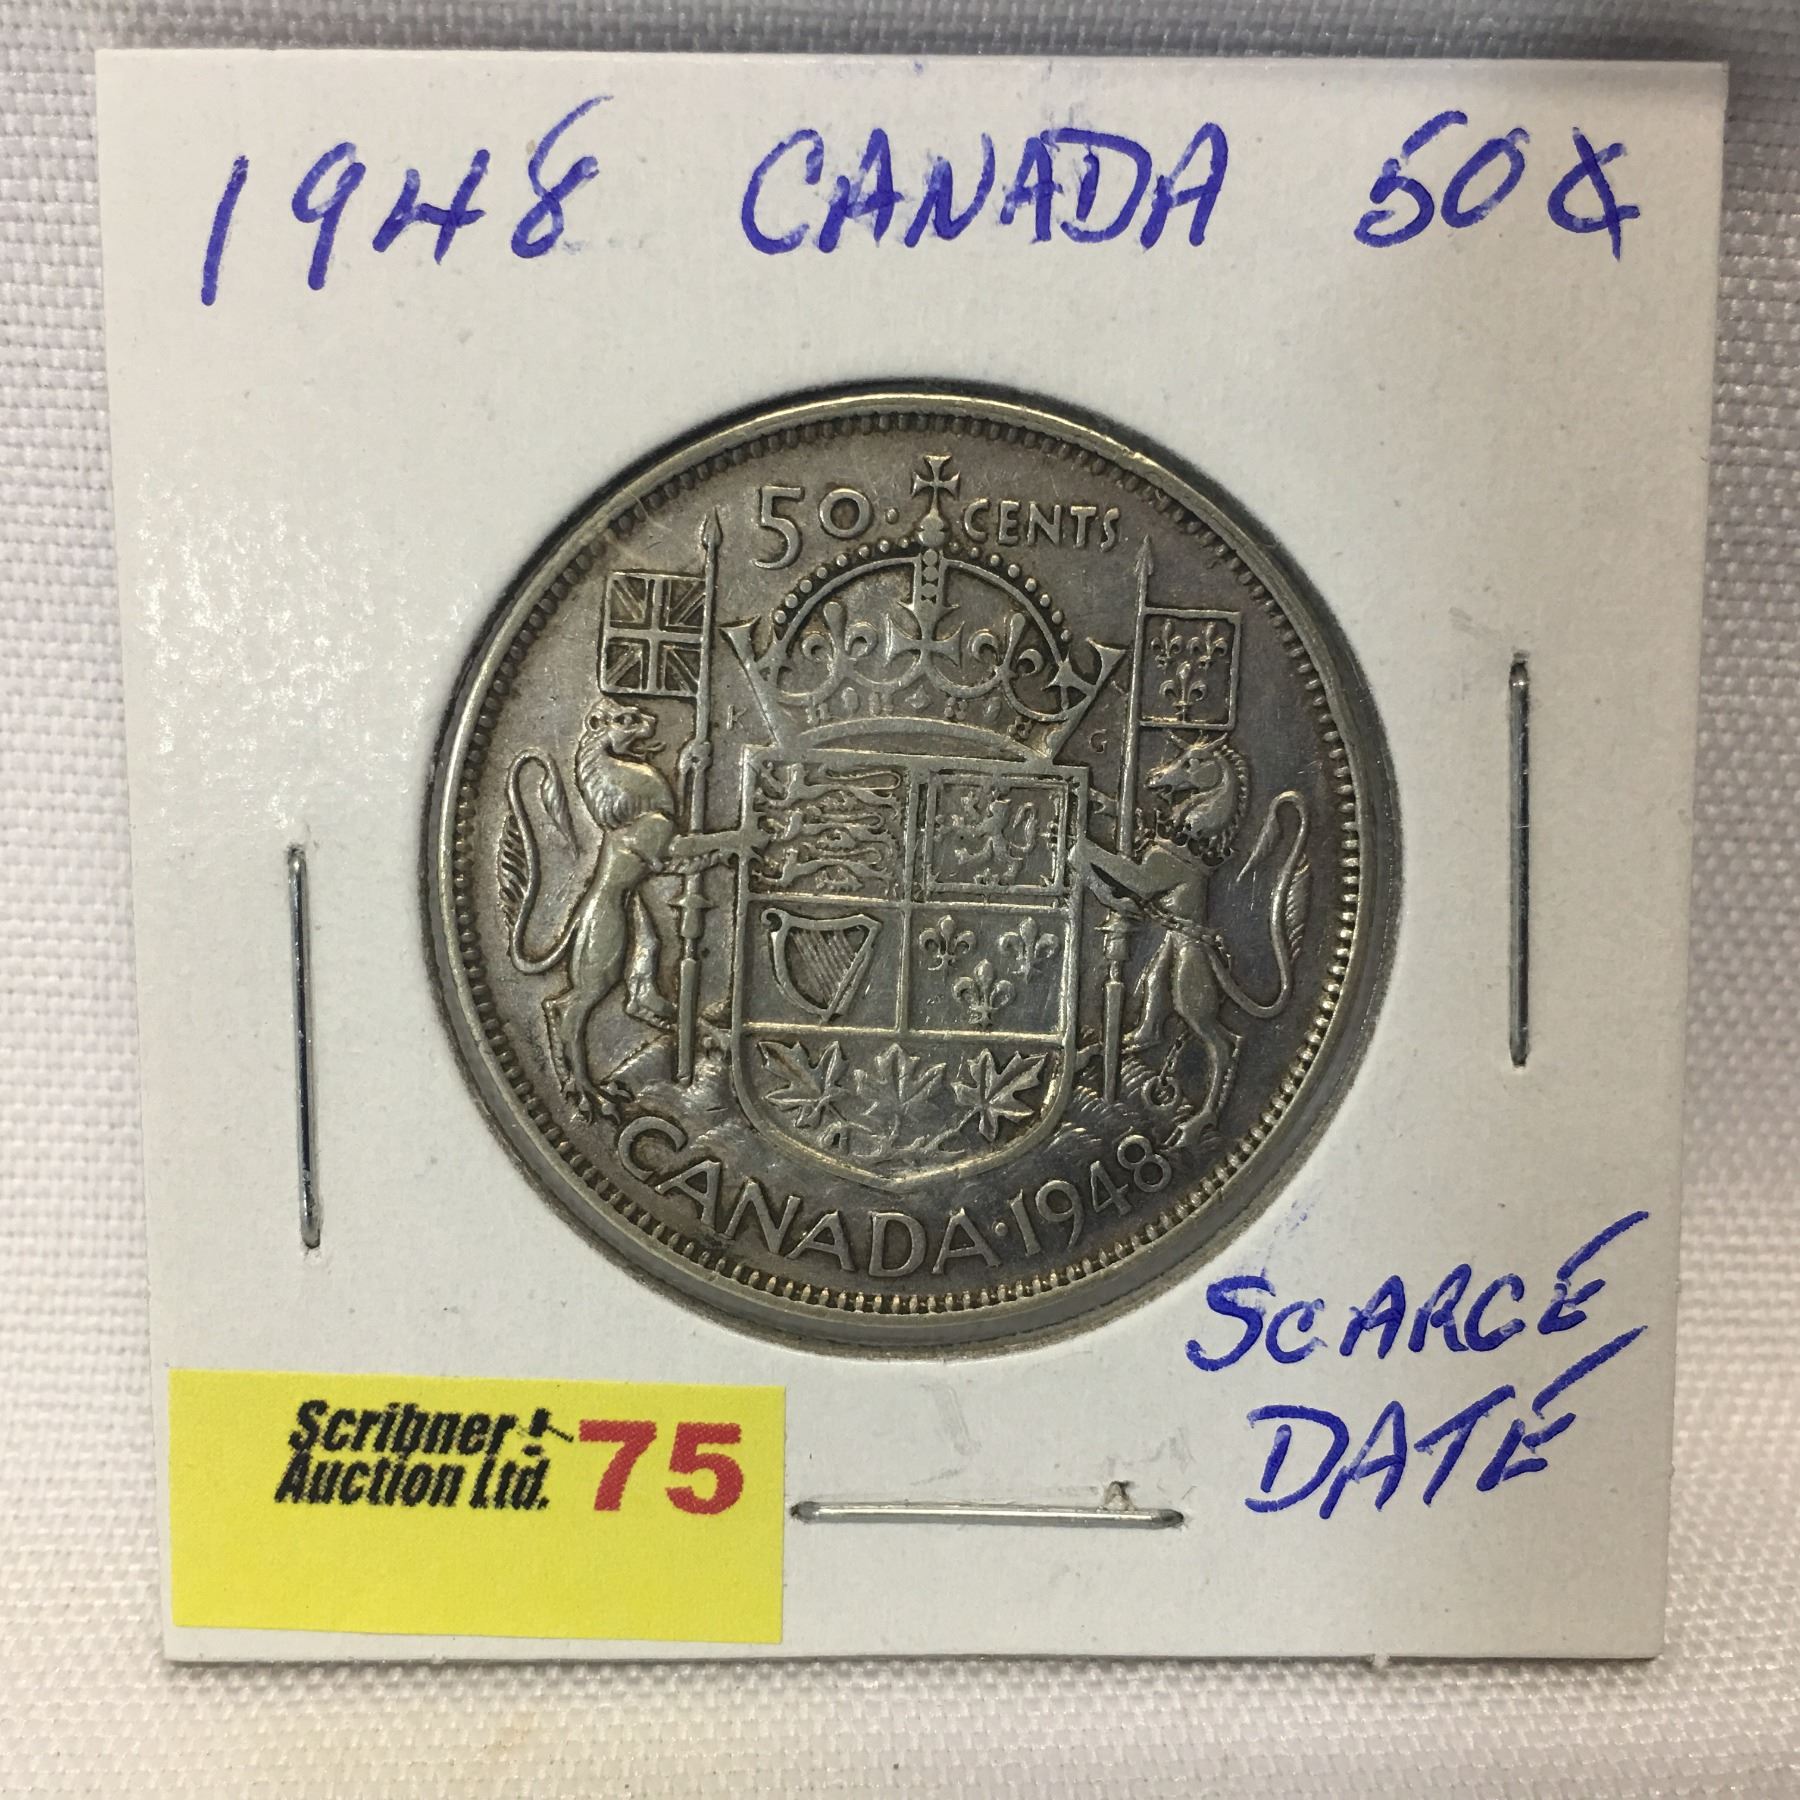 1948 CANADA 50¢
50. CENTS
K G
CANADA·1948
SCARCE
DATE
Scribner
Auction Ltd. 75